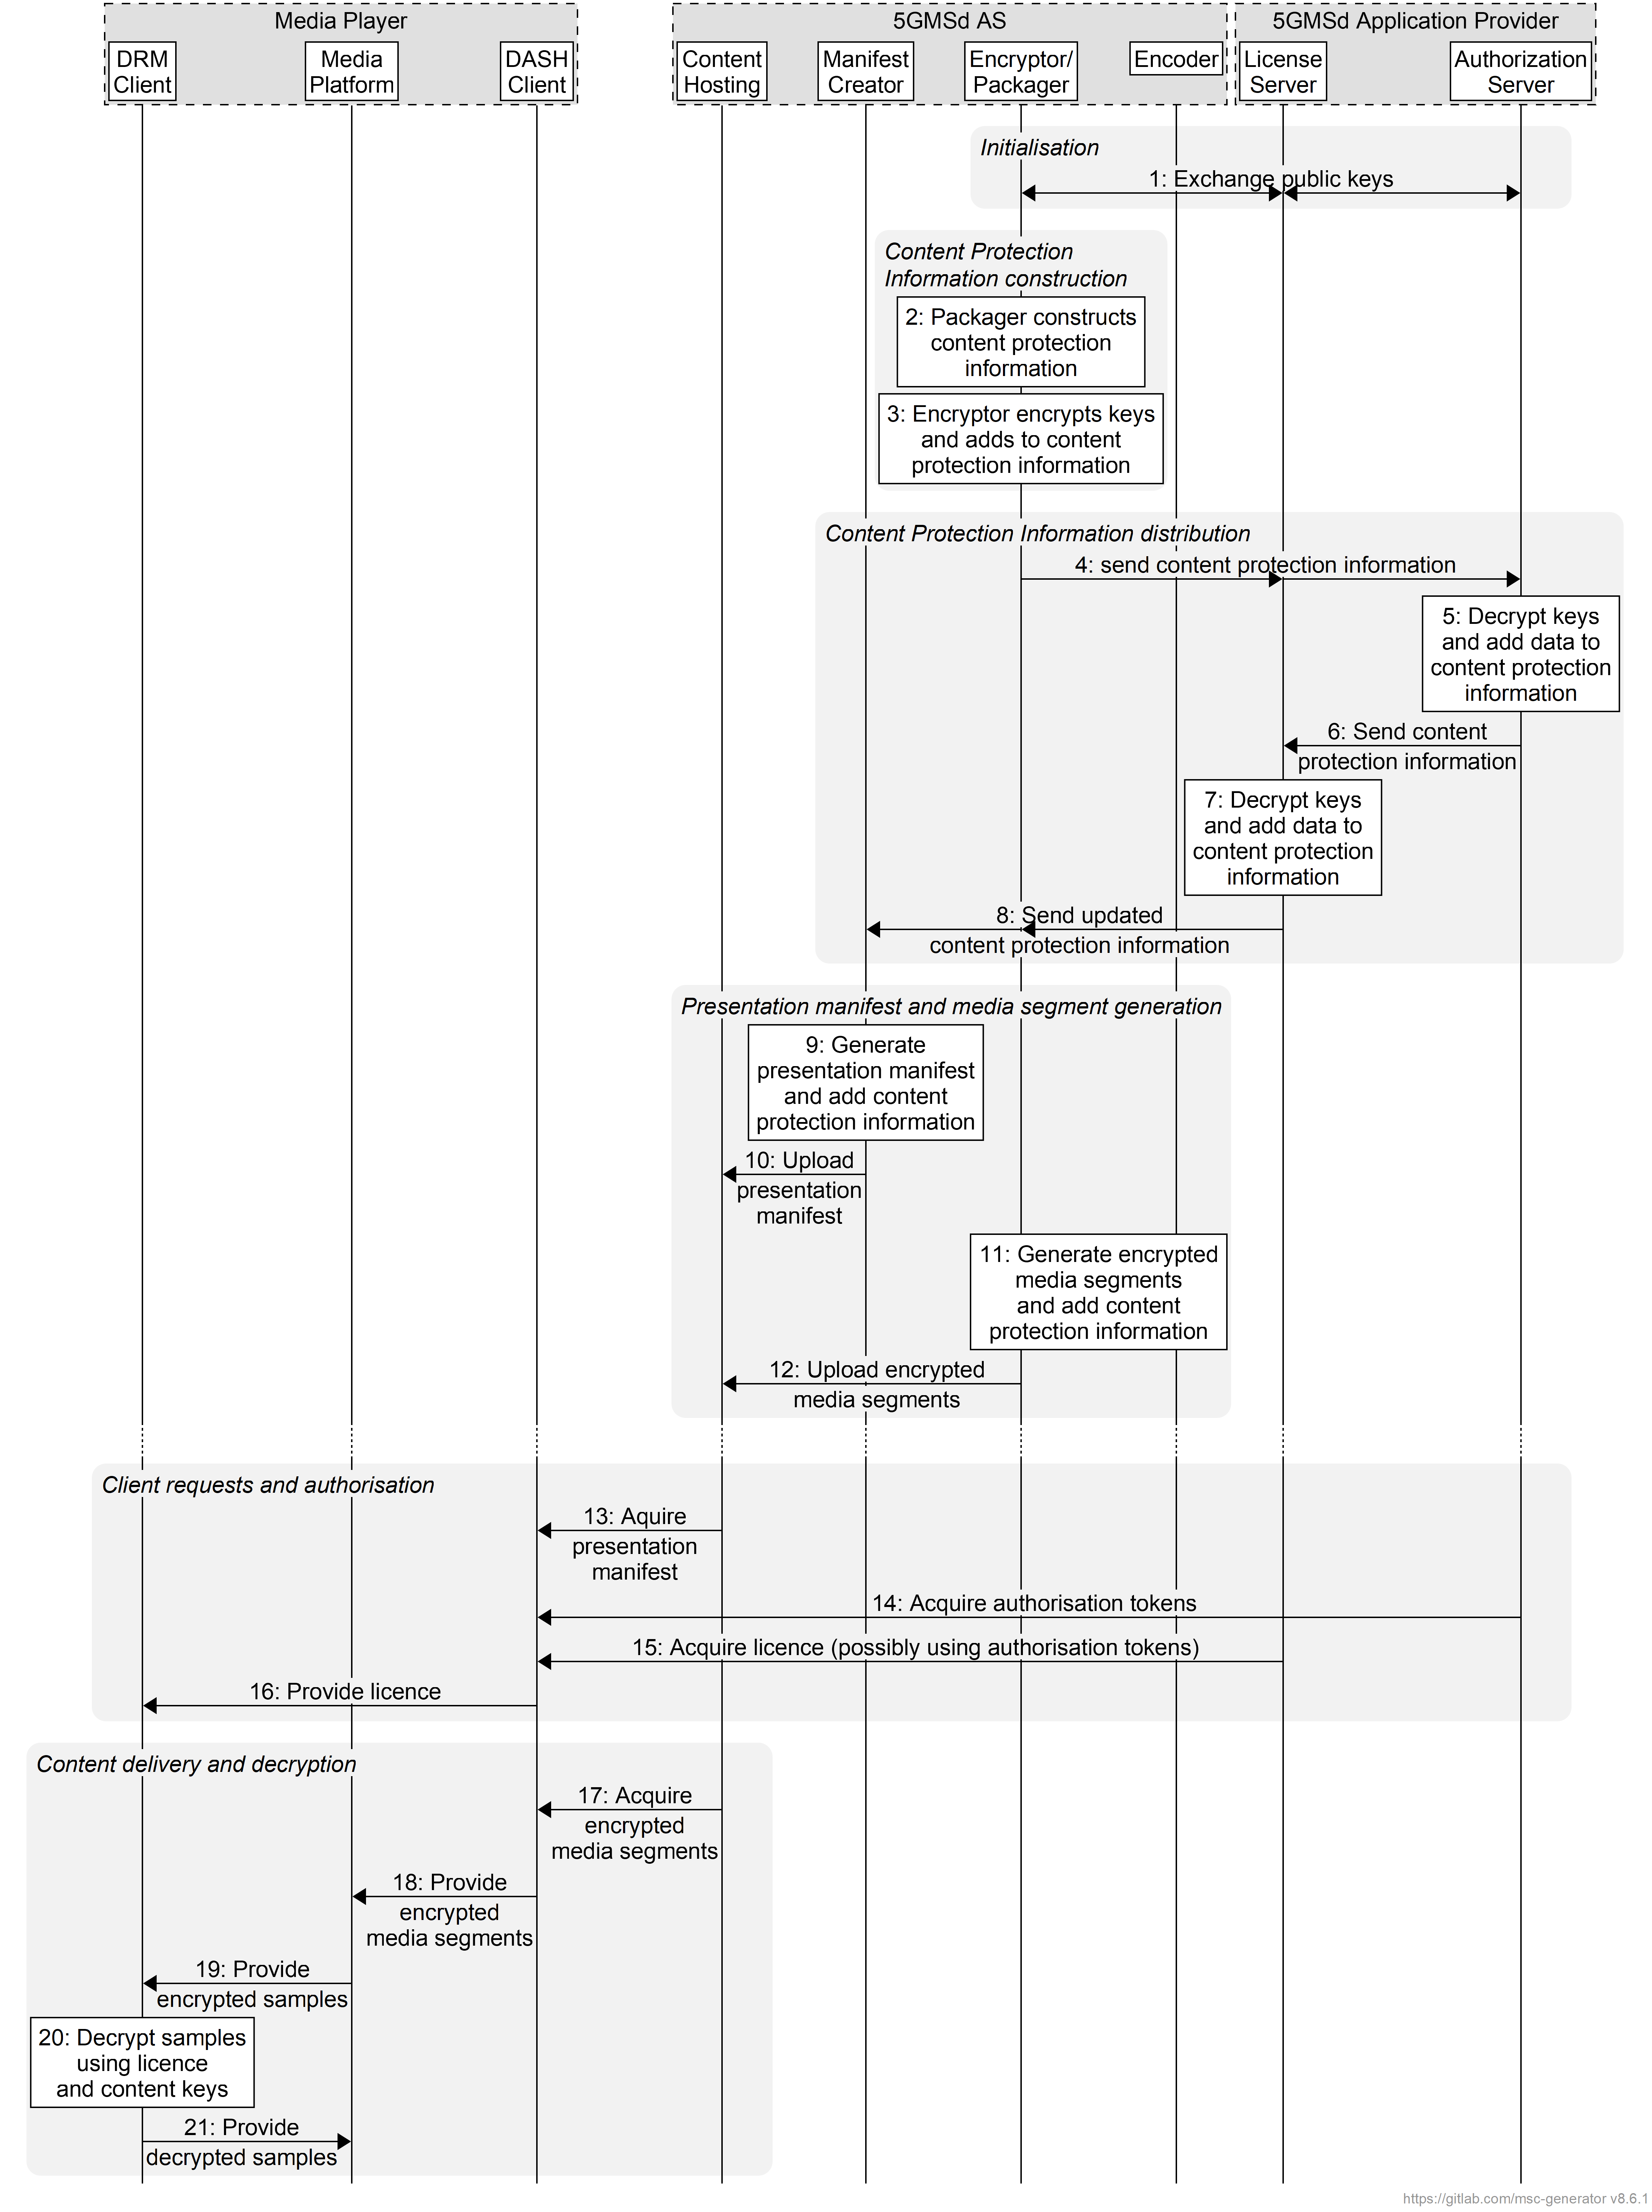 Media Player
5GMSd AS
5GMSd Application Provider
DRM
Client
Media
Platform
DASH
Client
Content
Hosting
Manifest
Creator
Encryptor/
Packager
Encoder
License
Server
Authorization
Server
Initialisation
1: Exchange public keys
Content Protection
Information construction
2: Packager constructs
content protection
information
3: Encryptor encrypts keys
and adds to content
protection information
Content Protection Information distribution
4: send content protection information
5: Decrypt keys
and add data to
content protection
information
6: Send content
protection information
7: Decrypt keys
and add data to
content protection
information
8: Send updated
content protection information
Presentation manifest and media segment generation
9: Generate
presentation manifest
and add content
protection information
10: Upload
presentation
manifest
11: Generate encrypted
media segments
and add content
protection information
12: Upload encrypted
media segments
Client requests and authorisation
13: Aquire
presentation
manifest
14: Acquire authorisation tokens
15: Acquire licence (possibly using authorisation tokens)
16: Provide licence
Content delivery and decryption
17: Acquire
encrypted
media segments
18: Provide
encrypted
media segments
19: Provide
encrypted samples
20: Decrypt samples
using licence
and content keys
21: Provide
decrypted samples
https://gitlab.com/msc-generator v8.6.1